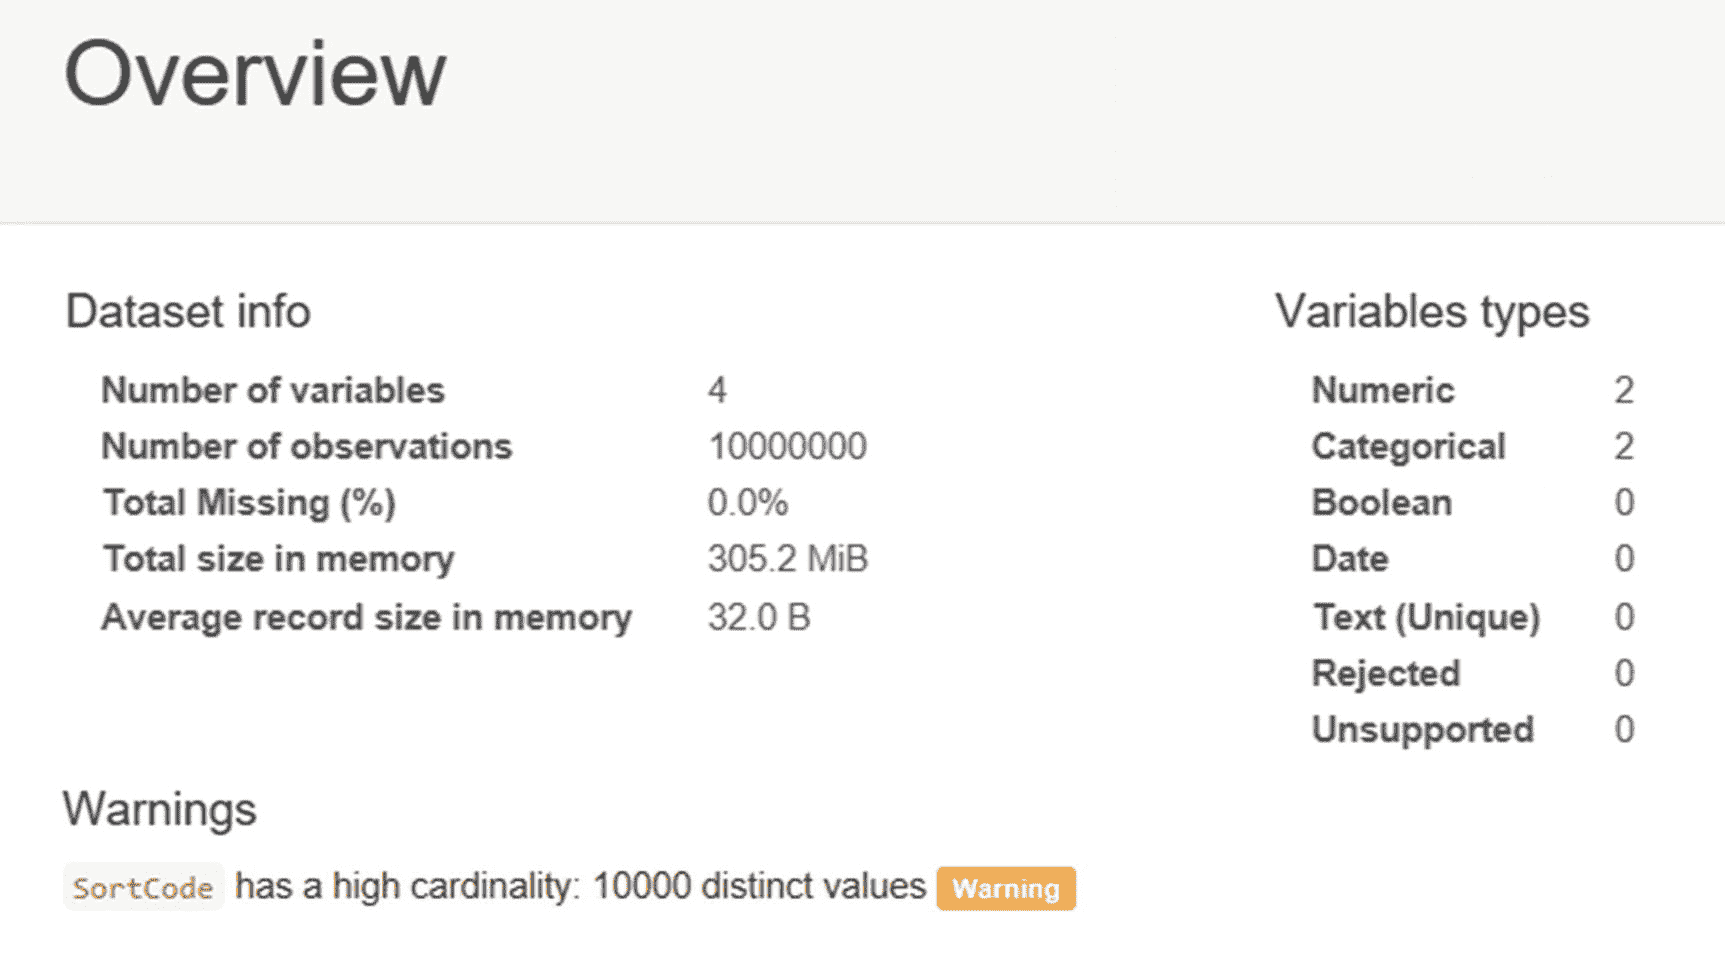 Overview
Dataset info
Number of variables 4
Number of observations 10000000
Total Missing (%) 0.0%
Total size in memory 305.2 MiB
Average record size in memory 32.0 B
Variables types
Numeric 2
Categorical 2
Boolean 0
Date 0
Text (Unique) 0
Rejected 0
Unsupported 0
Warnings
SortCode has a high cardinality: 10000 distinct values Warning